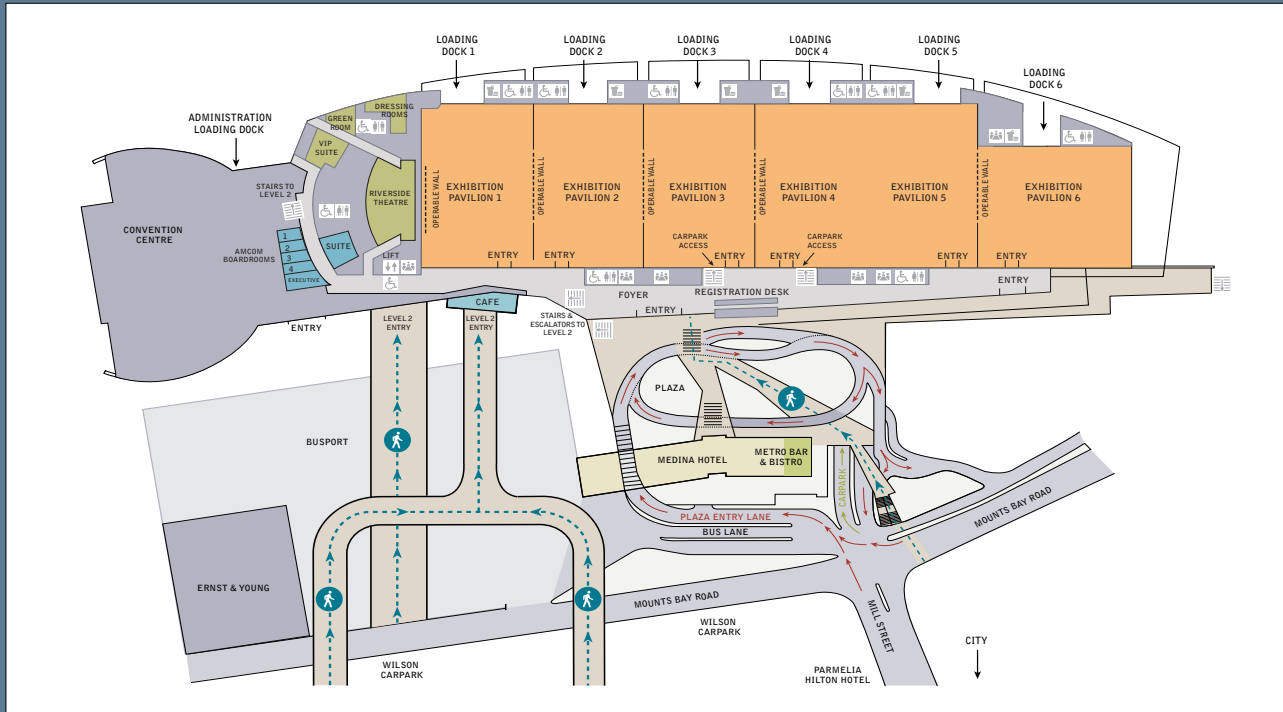 LOADING
DOCK 1
LOADING
DOCK 2
LOADING
DOCK 3
LOADING
DOCK 4
LOADING
DOCK 5
LOADING
DOCK 6
ADMINISTRATION
LOADING DOCK
DRESSING
ROOMS
GREEN
ROOM
VIP
SUITE
STAIRS TO
LEVEL 2
RIVERSIDE
THEATRE
CONVENTION
CENTRE
AMCOM
BOARDROOMS
1
2
3
4
EXECUTIVE
SUITE
LIFT
OPERABLE WALL
EXHIBITION
PAVILION 1
OPERABLE WALL
EXHIBITION
PAVILION 2
OPERABLE WALL
EXHIBITION
PAVILION 3
OPERABLE WALL
EXHIBITION
PAVILION 4
EXHIBITION
PAVILION 5
OPERABLE WALL
EXHIBITION
PAVILION 6
CARPARK
ACCESS
CARPARK
ACCESS
ENTRY
ENTRY
ENTRY
ENTRY
ENTRY
ENTRY
ENTRY
FOYER
REGISTRATION DESK
ENTRY
CAFE
ENTRY
LEVEL 2
ENTRY
LEVEL 2
ENTRY
STAIRS &
ESCALATORS TO
LEVEL 2
PLAZA
BUSPORT
MEDINA HOTEL
METRO BAR
& BISTRO
CARPARK
PLAZA ENTRY LANE
BUS LANE
MOUNTS BAY ROAD
ERNST & YOUNG
MOUNTS BAY ROAD
WILSON
CARPARK
MILL STREET
CITY
WILSON
CARPARK
PARMELIA
HILTON HOTEL